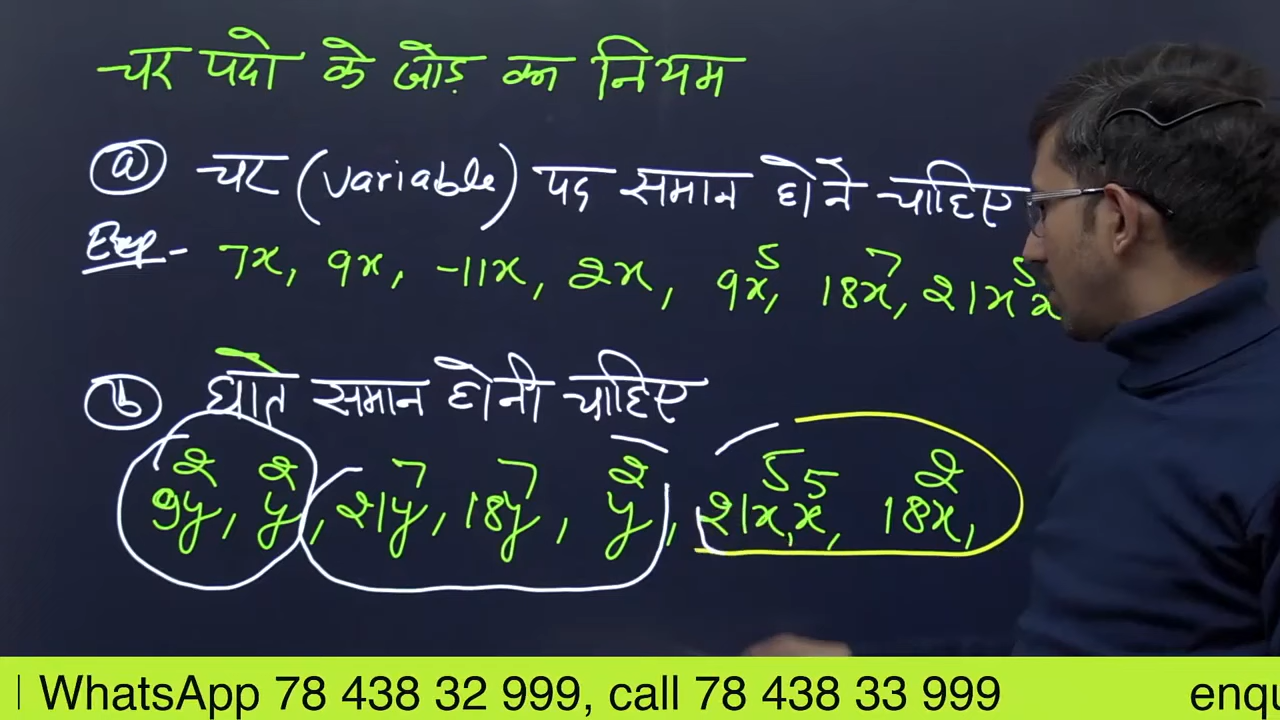 चर पदो के जोड़ का नियम
(a) चर (variable) पद समान होने चाहिए
Exp- 7x, 9x, -11x, 2x, 9x⁵, 18x⁷, 21x⁵ x
(b) घात समान होनी चाहिए
9y², y², 21y⁷, 18y⁷, y², 21x⁵, x⁵, 18x²,
| WhatsApp 78 438 32 999, call 78 438 33 999 enqu